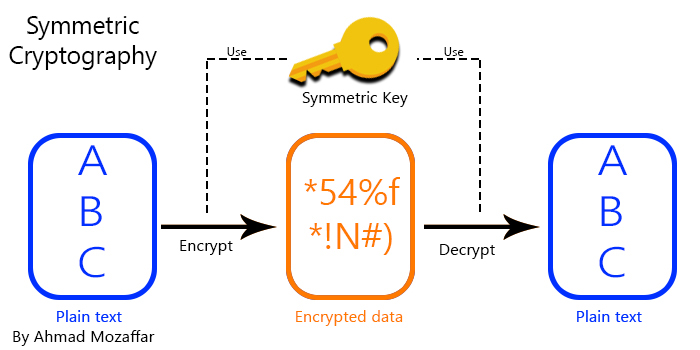 Symmetric
Cryptography
Use
Use
Symmetric Key
A
B
C
*54%f
*!N#)
A
B
C
Encrypt
Decrypt
Plain text
Encrypted data
Plain text
By Ahmad Mozaffar